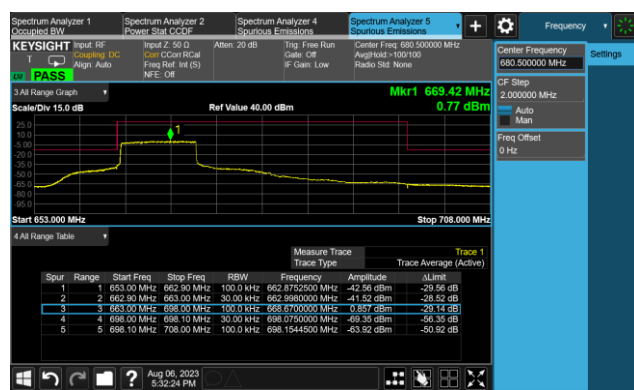 Spectrum Analyzer 1
Occupied BW
Spectrum Analyzer 2
Power Stat CCDF
Spectrum Analyzer 4
Spurious Emissions
Spectrum Analyzer 5
Spurious Emissions
Frequency
KEYSIGHT
Input: RF
Coupling: DC
Align: Auto
Input Z: 50 Ω
Corr CCorr RCal
Freq Ref: Int (S)
NFE: Off
Atten: 20 dB
Trig: Free Run
Gate: Off
IF Gain: Low
Center Freq: 680.500000 MHz
Avg|Hold:>100/100
Radio Std: None
T
PASS
Center Frequency
680.500000 MHz
Settings
CF Step
2.000000 MHz
Auto
Man
Freq Offset
0 Hz
3 All Range Graph
Mkr1 669.42 MHz
Scale/Div 15.0 dB
Ref Value 40.00 dBm
0.77 dBm
1
25.0
10.0
-5.00
-20.0
-35.0
-50.0
-65.0
-80.0
-95.0
Start 653.000 MHz
Stop 708.000 MHz
4 All Range Table
Measure Trace Trace 1
Trace Type Trace Average (Active)
Spur Range Start Freq Stop Freq RBW Frequency Amplitude ΔLimit
1 1 653.00 MHz 662.90 MHz 100.0 kHz 662.8752500 MHz -42.56 dBm -29.56 dB
2 2 662.90 MHz 663.00 MHz 30.00 kHz 662.9980000 MHz -41.52 dBm -28.52 dB
3 3 663.00 MHz 698.00 MHz 100.0 kHz 668.6700000 MHz 0.857 dBm -29.14 dB
4 4 698.00 MHz 698.10 MHz 30.00 kHz 698.0750000 MHz -69.35 dBm -56.35 dB
5 5 698.10 MHz 708.00 MHz 100.0 kHz 698.1544500 MHz -63.92 dBm -50.92 dB
?
Aug 06, 2023
5:32:24 PM